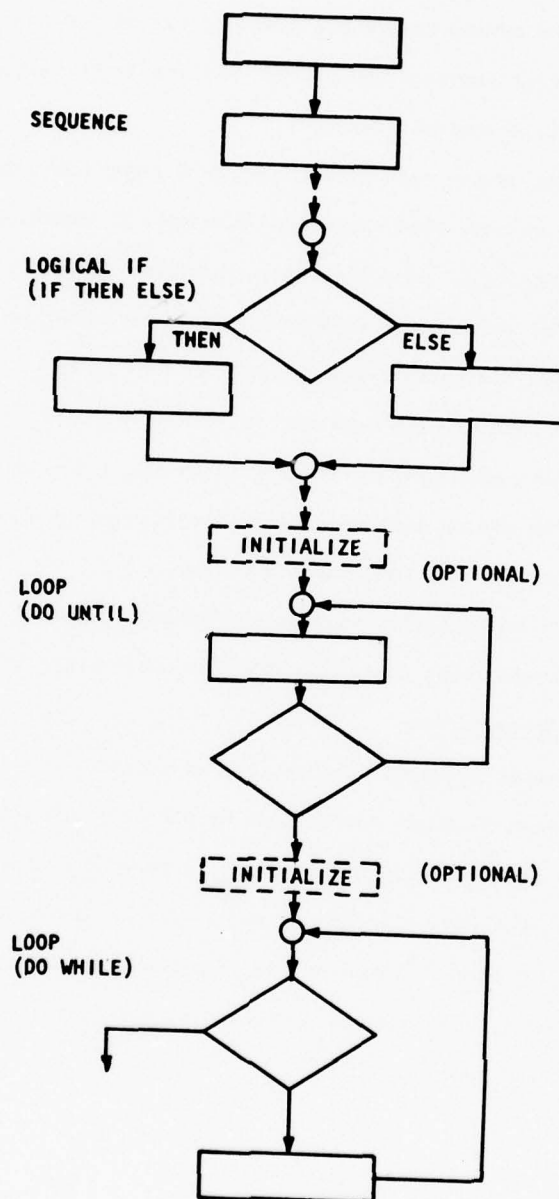 SEQUENCE
LOGICAL IF
(IF THEN ELSE)
THEN
ELSE
INITIALIZE
(OPTIONAL)
LOOP
(DO UNTIL)
INITIALIZE
(OPTIONAL)
LOOP
(DO WHILE)